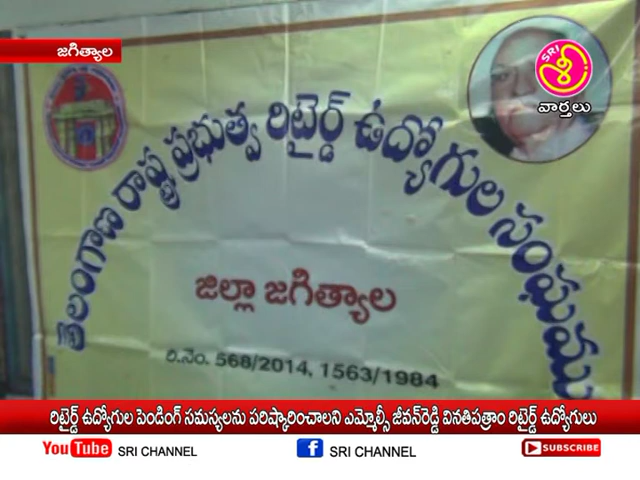 జగిత్యాల
SRI
శ్రీ
వార్తలు
తెలంగాణ రాష్ట్ర ప్రభుత్వ రిటైర్డ్ ఉద్యోగుల సంఘము
జిల్లా జగిత్యాల
రి.నెం. 568/2014, 1563/1984
రిటైర్డ్ ఉద్యోగుల పెండింగ్ సమస్యలను పరిష్కారించాలని ఎమ్మోల్సీ జీవన్‌రెడ్డి వినతిపత్రాం రిటైర్డ్ ఉద్యోగులు
YouTube SRI CHANNEL
f SRI CHANNEL
SUBSCRIBE